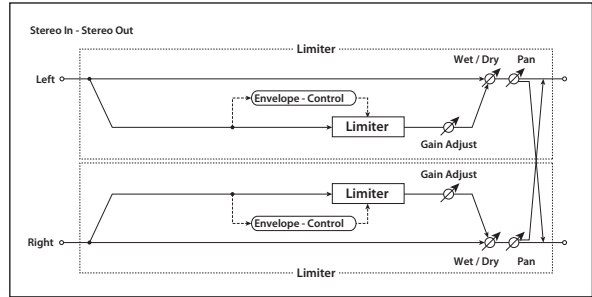 Stereo In - Stereo Out
Limiter
Wet / Dry
Pan
Left
Envelope - Control
Limiter
Gain Adjust
Gain Adjust
Limiter
Envelope - Control
Right
Wet / Dry
Pan
Limiter